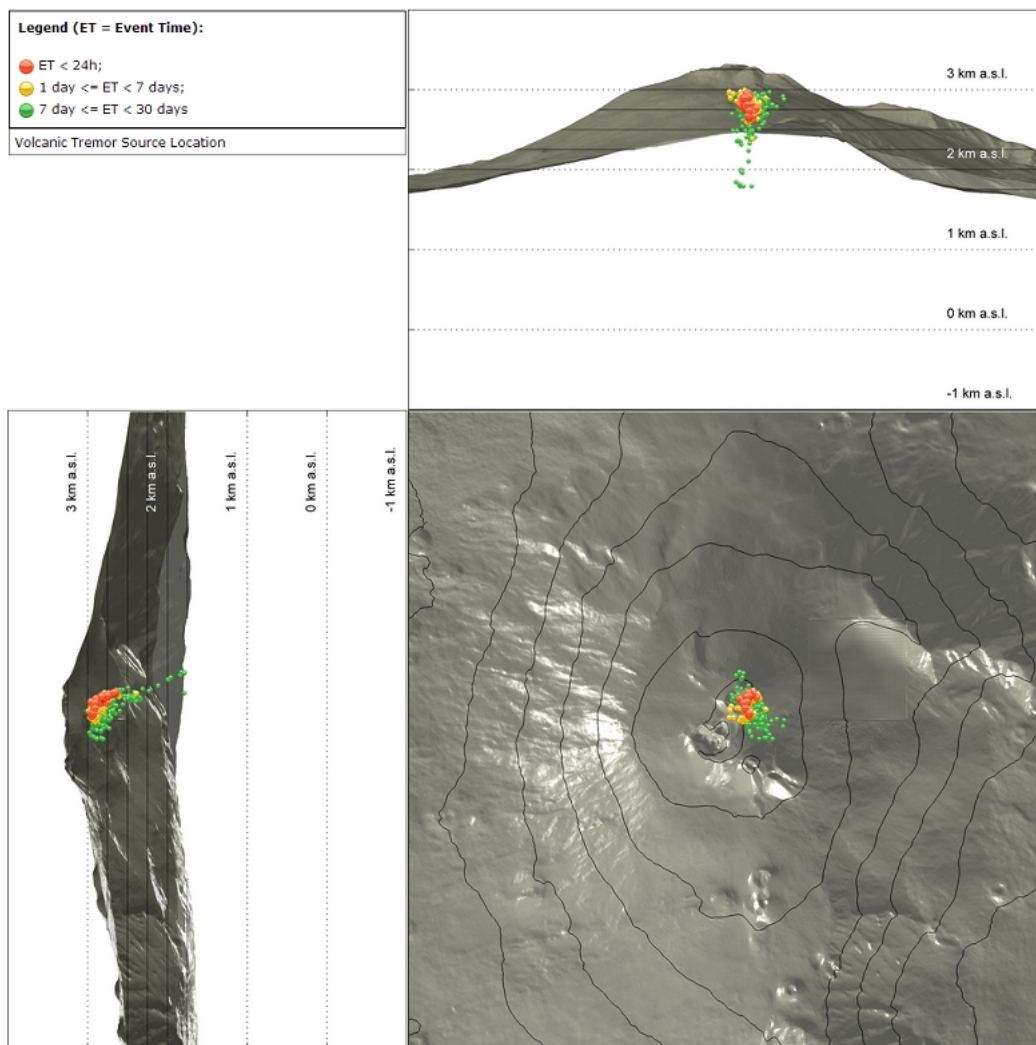 Legend (ET = Event Time):
ET < 24h;
1 day <= ET < 7 days;
7 day <= ET < 30 days
Volcanic Tremor Source Location
3 km a.s.l.
2 km a.s.l.
1 km a.s.l.
0 km a.s.l.
-1 km a.s.l.
3 km a.s.l.
2 km a.s.l.
1 km a.s.l.
0 km a.s.l.
-1 km a.s.l.